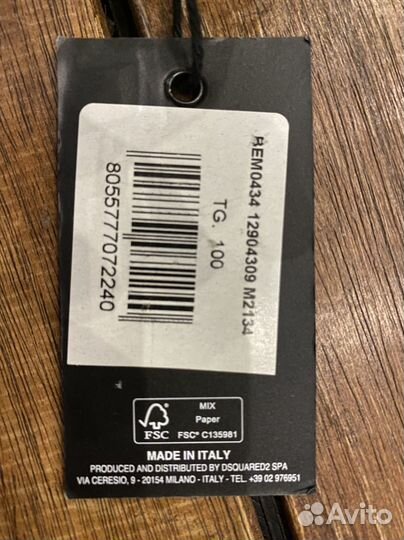 BEM0434 12904309 M2134
TG. 100
8055777072240
FSC
MIX
Paper
FSC® C135981
MADE IN ITALY
PRODUCED AND DISTRIBUTED BY DSQUARED2 SPA
VIA CERESIO, 9 - 20154 MILANO - ITALY - TEL. +39 02 976951
Avito